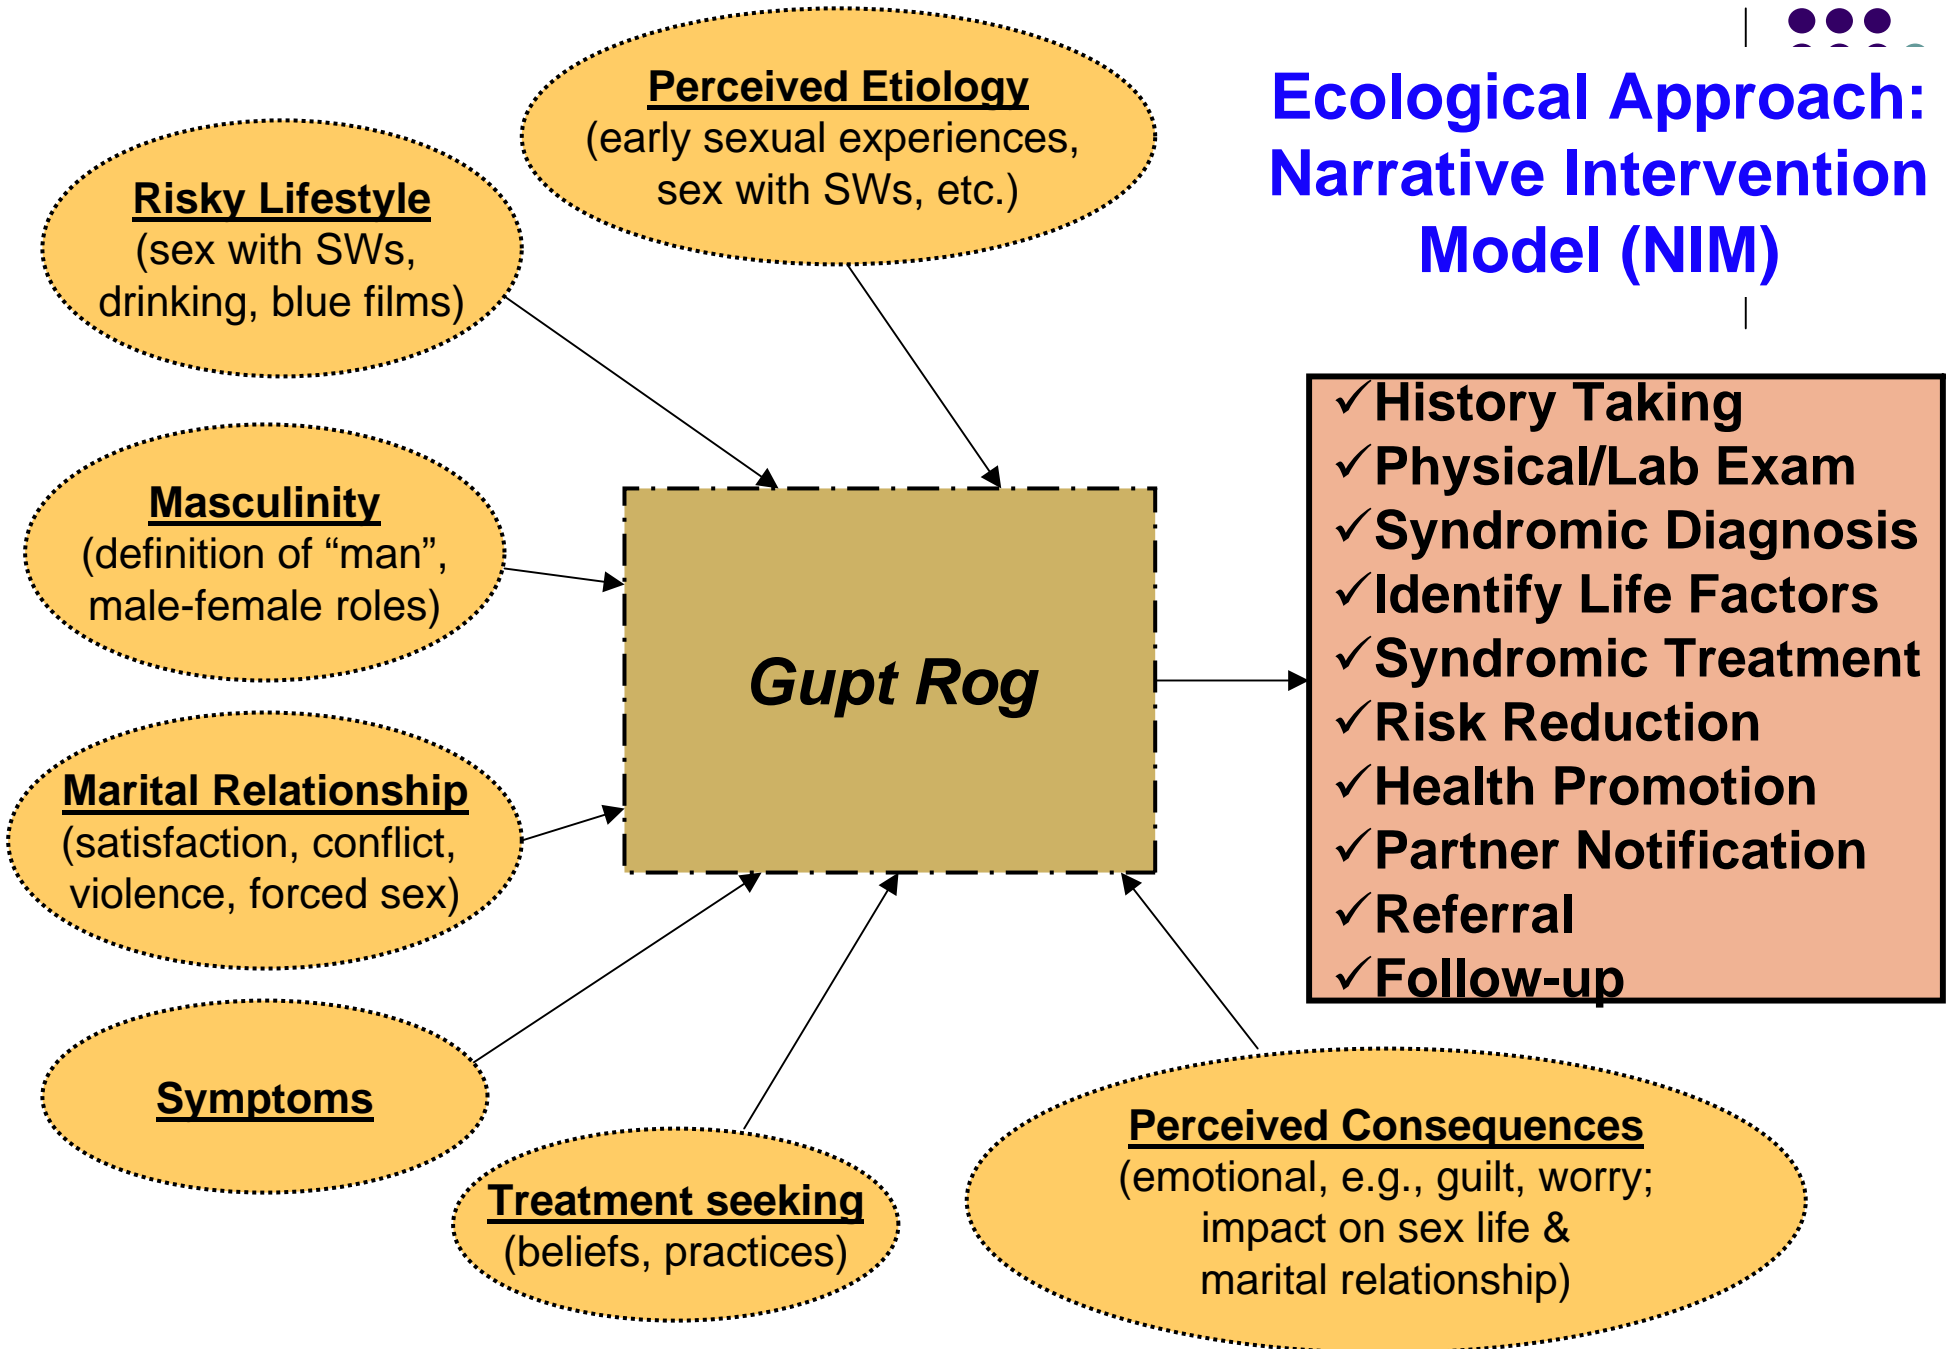 Ecological Approach:
Narrative Intervention
Model (NIM)
Perceived Etiology
(early sexual experiences,
sex with SWs, etc.)
Risky Lifestyle
(sex with SWs,
drinking, blue films)
Masculinity
(definition of “man”,
male-female roles)
Marital Relationship
(satisfaction, conflict,
violence, forced sex)
Symptoms
Treatment seeking
(beliefs, practices)
Perceived Consequences
(emotional, e.g., guilt, worry;
impact on sex life &
marital relationship)
Gupt Rog
✓History Taking
✓Physical/Lab Exam
✓Syndromic Diagnosis
✓Identify Life Factors
✓Syndromic Treatment
✓Risk Reduction
✓Health Promotion
✓Partner Notification
✓Referral
✓Follow-up